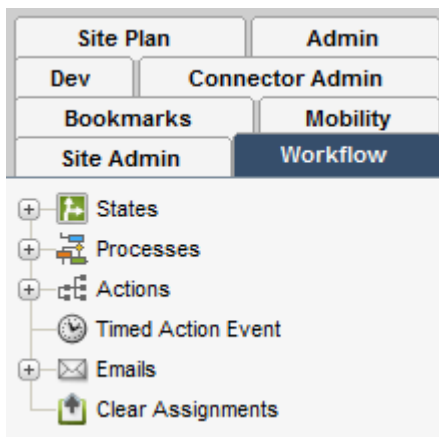 Site Plan Admin
Dev Connector Admin
Bookmarks Mobility
Site Admin Workflow
States
Processes
Actions
Timed Action Event
Emails
Clear Assignments